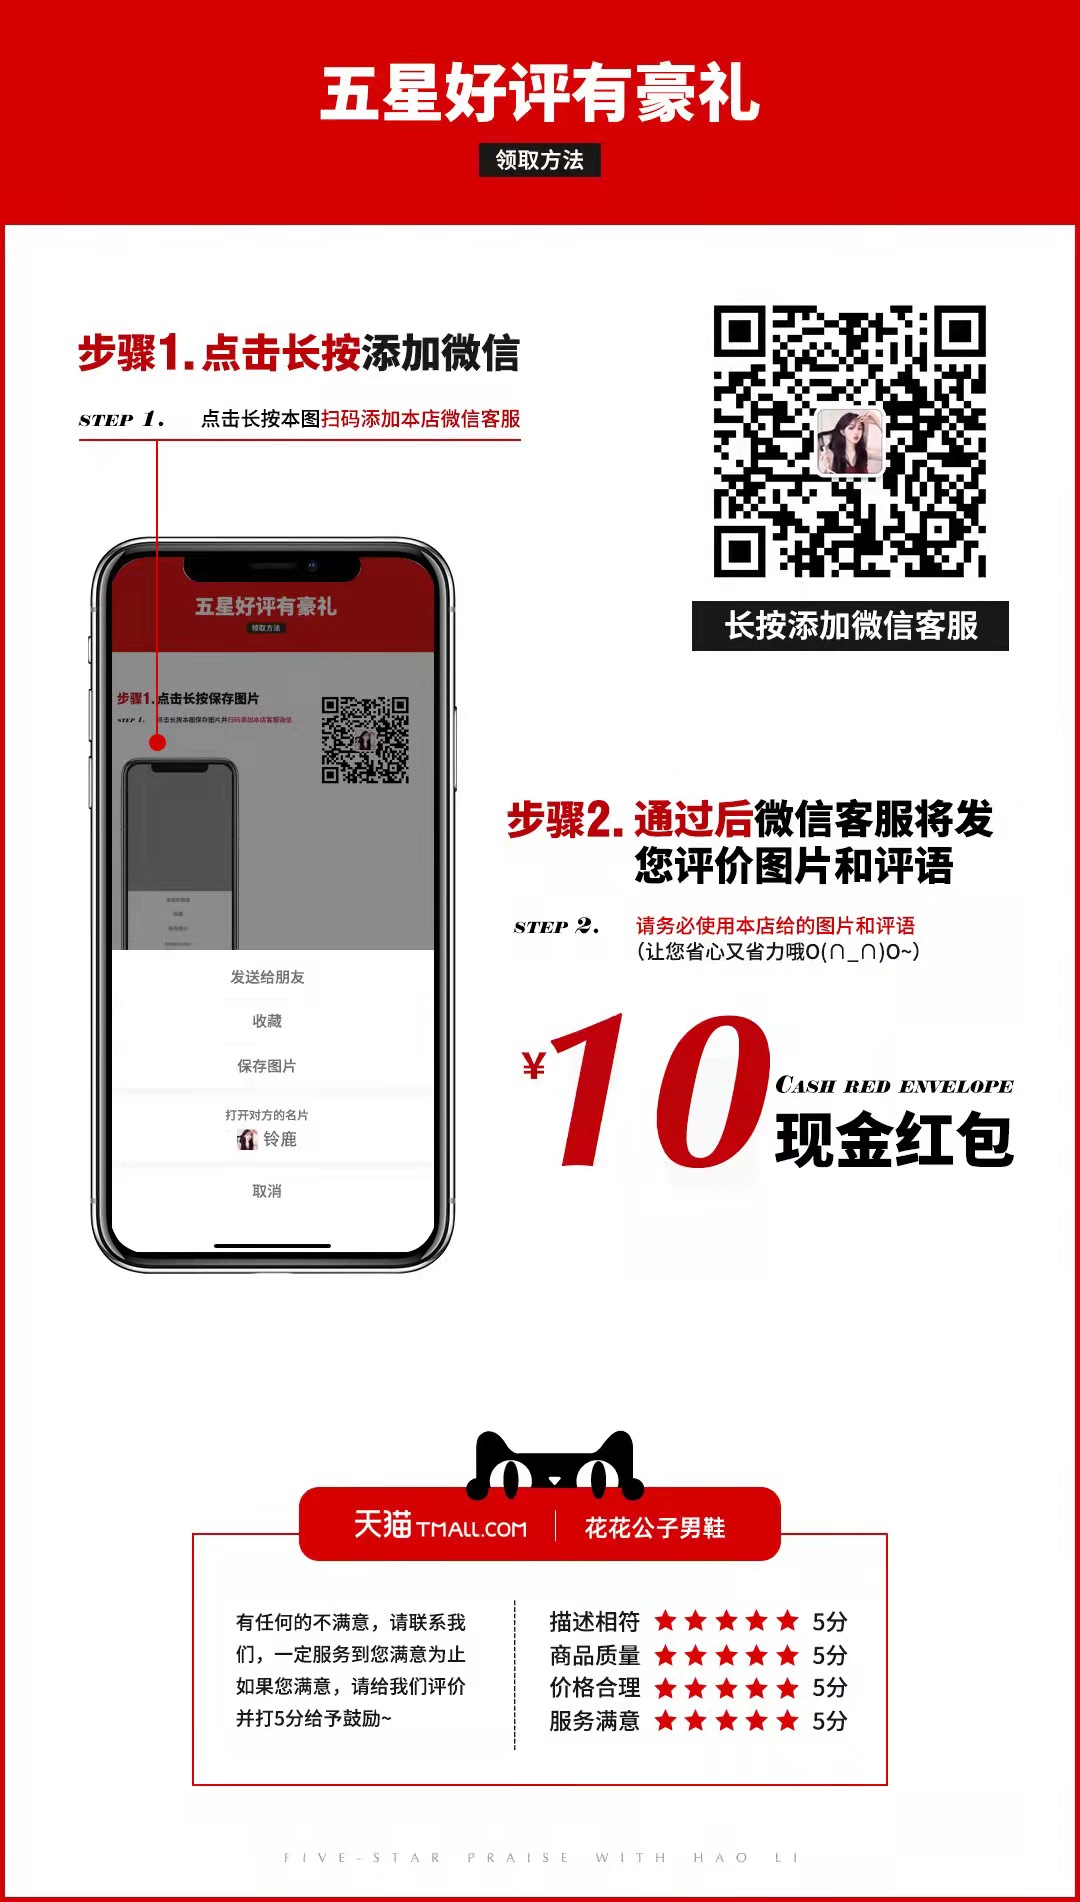 五星好评有豪礼
领取方法
步骤1.点击长按添加微信
STEP 1. 点击长按本图扫码添加本店微信客服
长按添加微信客服
五星好评有豪礼
领取方法
步骤1.点击长按保存图片
STEP 1. 点击长按本图保存图片并扫码添加本店客服微信
发送给朋友
收藏
保存图片
打开对方的名片
铃鹿
取消
步骤2.通过后微信客服将发
您评价图片和评语
STEP 2. 请务必使用本店给的图片和评语
(让您省心又省力哦O(∩_∩)O~)
¥10 CASH RED ENVELOPE
现金红包
天猫 TMALL.COM 花花公子男鞋
有任何的不满意，请联系我
们，一定服务到您满意为止
如果您满意，请给我们评价
并打5分给予鼓励~
描述相符 ★★★★★ 5分
商品质量 ★★★★★ 5分
价格合理 ★★★★★ 5分
服务满意 ★★★★★ 5分
FIVE-STAR PRAISE WITH HAO LI